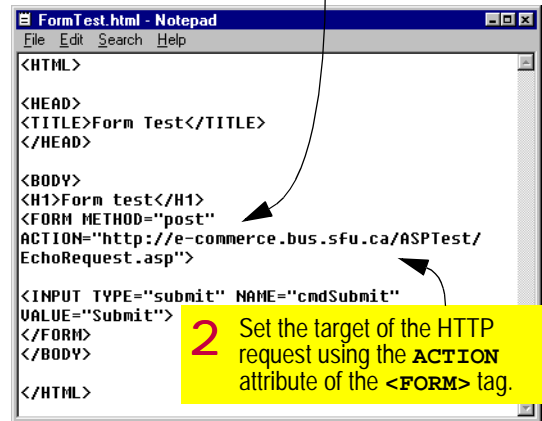 FormTest.html - Notepad
File Edit Search Help
<HTML>
<HEAD>
<TITLE>Form Test</TITLE>
</HEAD>
<BODY>
<H1>Form test</H1>
<FORM METHOD="post"
ACTION="http://e-commerce.bus.sfu.ca/ASPTest/
EchoRequest.asp">
<INPUT TYPE="submit" NAME="cmdSubmit"
VALUE="Submit">
</FORM>
</BODY>
</HTML>
2 Set the target of the HTTP
request using the ACTION
attribute of the <FORM> tag.